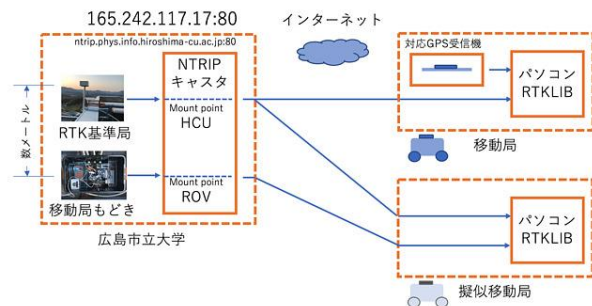 165.242.117.17:80
ntrip.phys.info.hiroshima-cu.ac.jp:80
インターネット
NTRIP
キャスタ
Mount point
HCU
Mount point
ROV
RTK基準局
数メートル
移動局もどき
広島市立大学
対応GPS受信機
パソコン
RTKLIB
移動局
パソコン
RTKLIB
擬似移動局